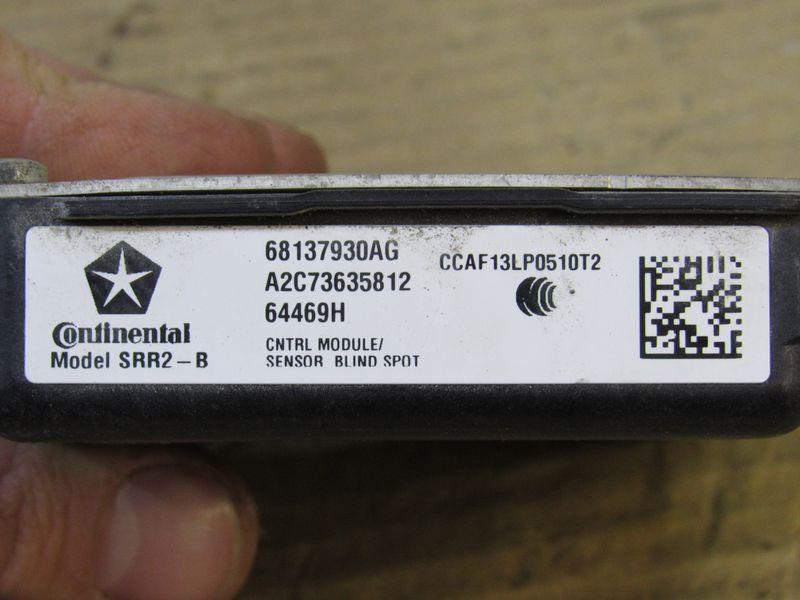 Continental
Model SRR2-B
68137930AG
A2C73635812
64469H
CNTRL MODULE/
SENSOR BLIND SPOT
CCAF13LP0510T2